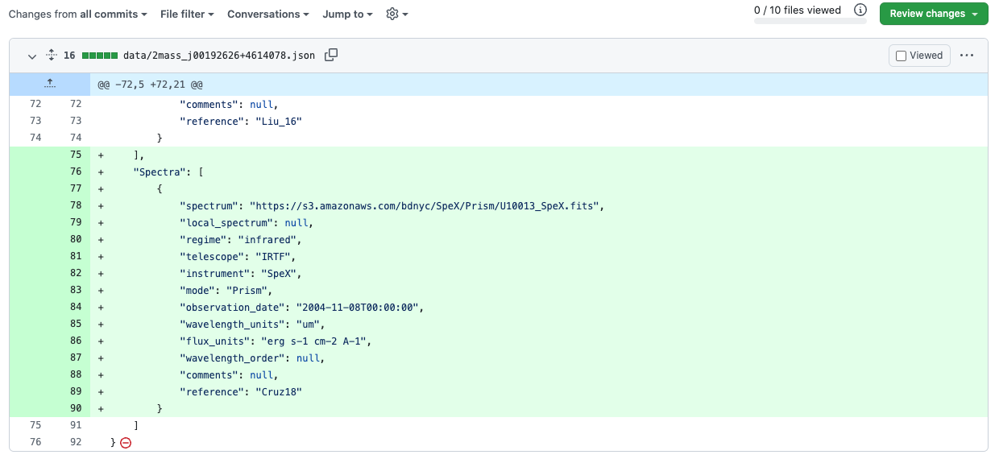 Changes from all commits File filter Conversations Jump to 0 / 10 files viewed Review changes
16 data/2mass_j00192626+4614078.json Viewed
@@ -72,5 +72,21 @@
72 72 "comments": null,
73 73 "reference": "Liu_16"
74 74 }
75 + ],
76 + "Spectra": [
77 + {
78 + "spectrum": "https://s3.amazonaws.com/bdnyc/SpeX/Prism/U10013_SpeX.fits",
79 + "local_spectrum": null,
80 + "regime": "infrared",
81 + "telescope": "IRTF",
82 + "instrument": "SpeX",
83 + "mode": "Prism",
84 + "observation_date": "2004-11-08T00:00:00",
85 + "wavelength_units": "um",
86 + "flux_units": "erg s-1 cm-2 A-1",
87 + "wavelength_order": null,
88 + "comments": null,
89 + "reference": "Cruz18"
90 + }
75 91 ]
76 92 }